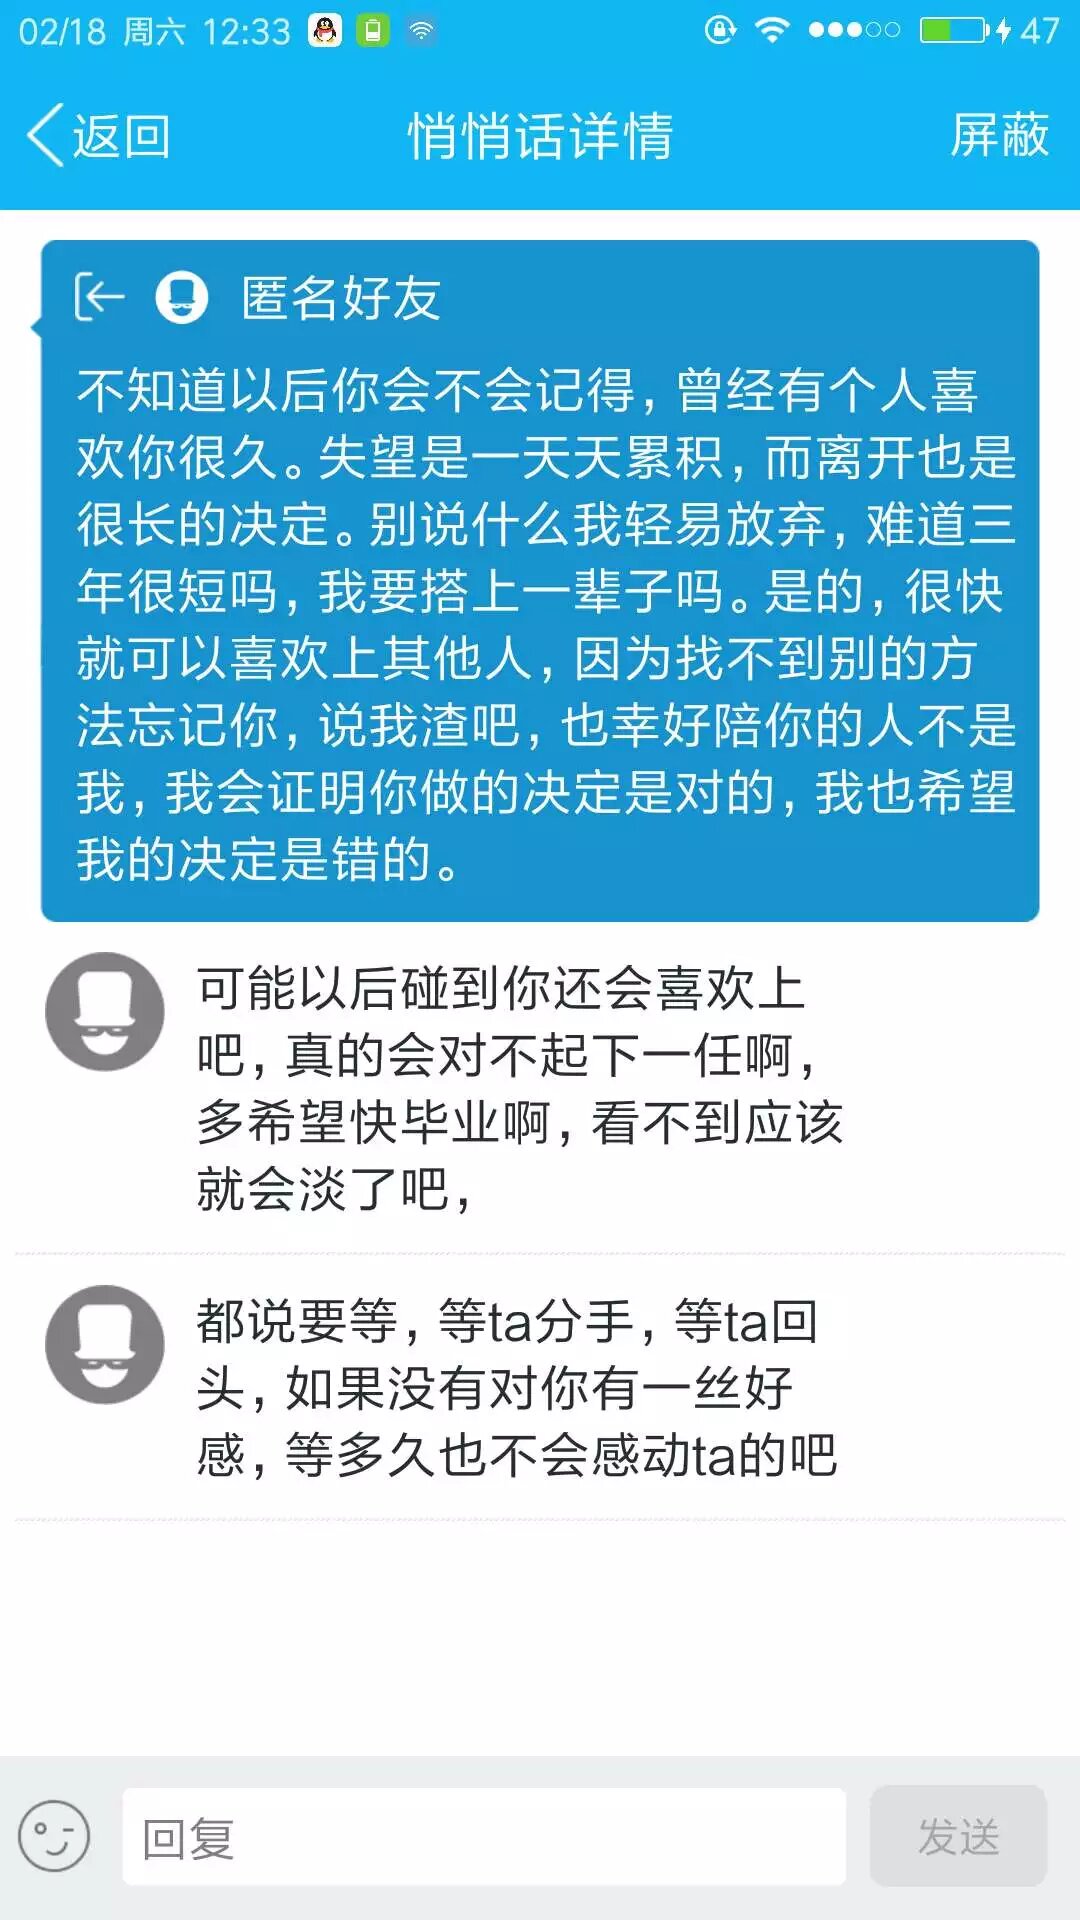 02/18 周六 12:33 47
返回 悄悄话详情 屏蔽
匿名好友
不知道以后你会不会记得，曾经有个人喜
欢你很久。失望是一天天累积，而离开也是
很长的决定。别说什么我轻易放弃，难道三
年很短吗，我要搭上一辈子吗。是的，很快
就可以喜欢上其他人，因为找不到别的方
法忘记你，说我渣吧，也幸好陪你的人不是
我，我会证明你做的决定是对的，我也希望
我的决定是错的。
可能以后碰到你还会喜欢上
吧，真的会对不起下一任啊，
多希望快毕业啊，看不到应该
就会淡了吧，
都说要等，等ta分手，等ta回
头，如果没有对你有一丝好
感，等多久也不会感动ta的吧
回复 发送